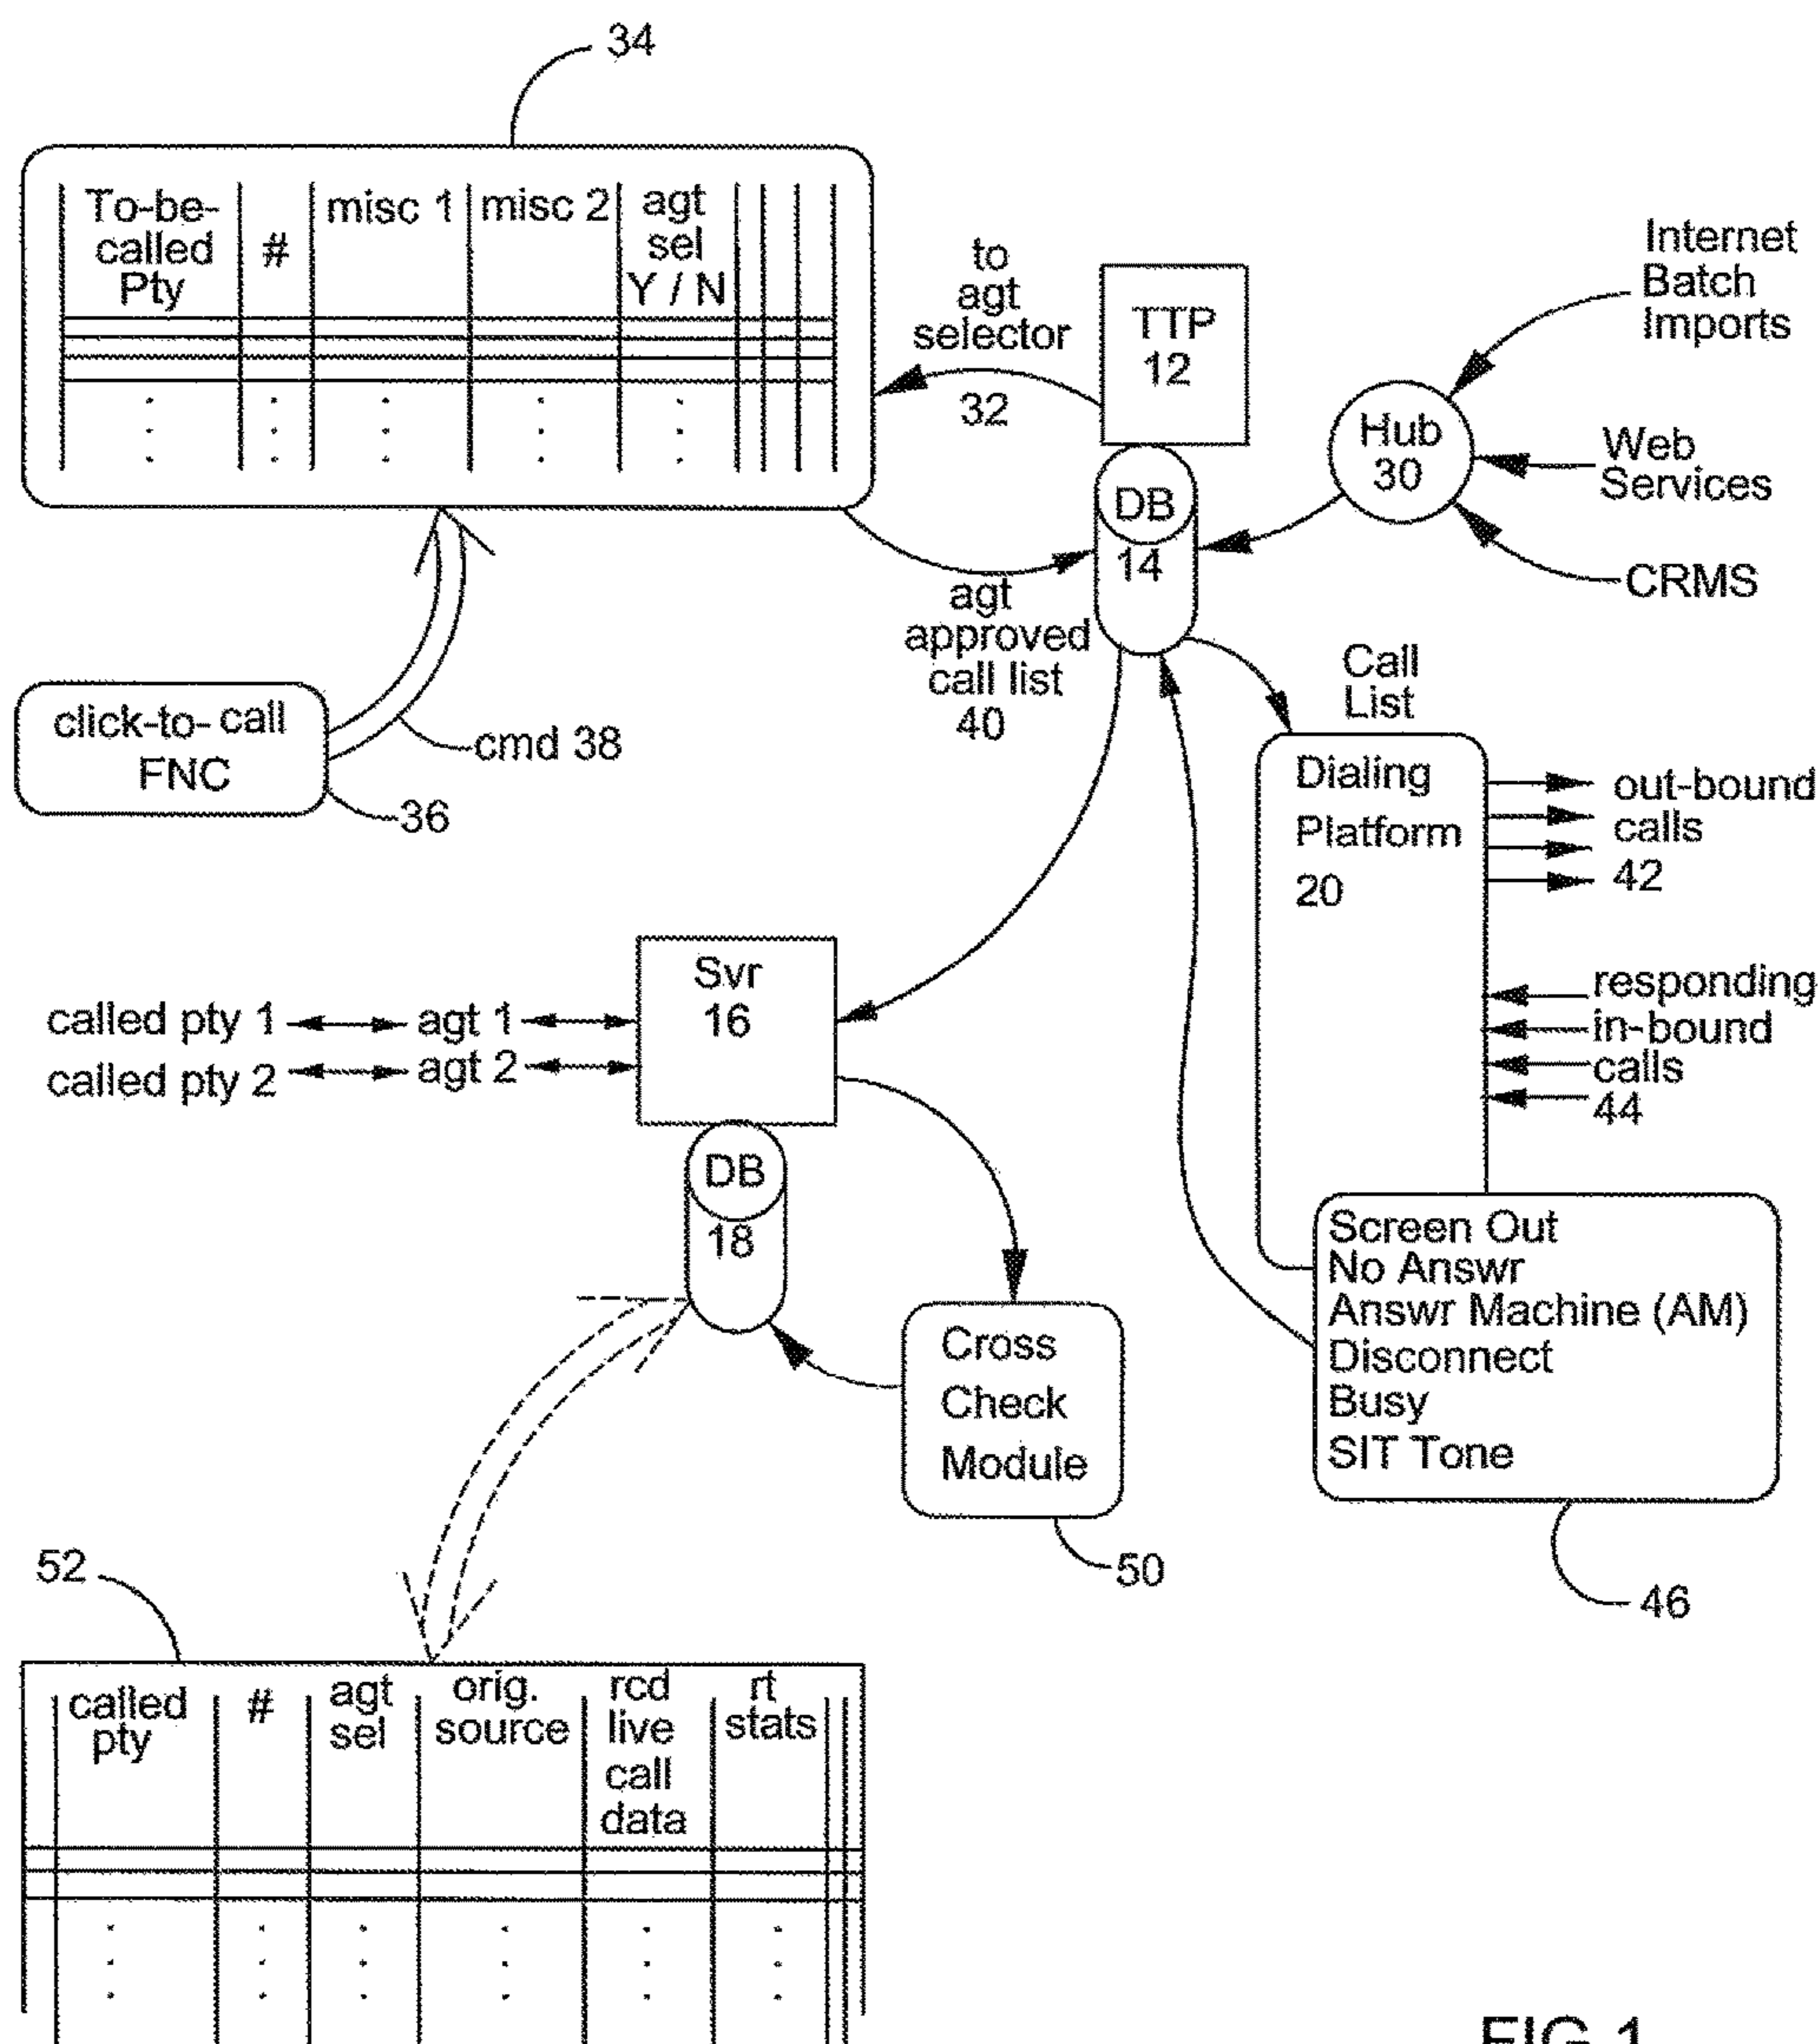 34
To-be-
called
Pty
#
misc 1
misc 2
agt
sel
Y / N
to
agt
selector
32
TTP
12
Internet
Batch
Imports
Hub
30
Web
Services
CRMS
DB
14
agt
approved
call list
40
click-to-call
FNC
cmd 38
36
Call
List
Dialing
Platform
20
out-bound
calls
42
responding
in-bound
calls
44
called pty 1
agt 1
called pty 2
agt 2
Svr
16
DB
18
Screen Out
No Answr
Answr Machine (AM)
Disconnect
Busy
SIT Tone
46
Cross
Check
Module
50
52
called
pty
#
agt
sel
orig.
source
rcd
live
call
data
rt
stats
FIG 1